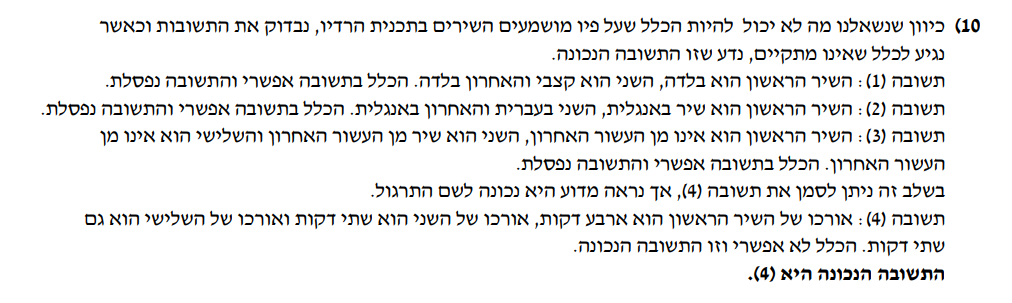 10) כיוון שנשאלנו מה לא יכול להיות הכלל שעל פיו מושמעים השירים בתכנית הרדיו, נבדוק את התשובות וכאשר
נגיע לכלל שאינו מתקיים, נדע שזו התשובה הנכונה.
תשובה (1): השיר הראשון הוא בלדה, השני הוא קצבי והאחרון בלדה. הכלל בתשובה אפשרי והתשובה נפסלת.
תשובה (2): השיר הראשון הוא שיר באנגלית, השני בעברית והאחרון באנגלית. הכלל בתשובה אפשרי והתשובה נפסלת.
תשובה (3): השיר הראשון הוא אינו מן העשור האחרון, השני הוא שיר מן העשור האחרון והשלישי הוא אינו מן
העשור האחרון. הכלל בתשובה אפשרי והתשובה נפסלת.
בשלב זה ניתן לסמן את תשובה (4), אך נראה מדוע היא נכונה לשם התרגול.
תשובה (4): אורכו של השיר הראשון הוא ארבע דקות, אורכו של השני הוא שתי דקות ואורכו של השלישי הוא גם
שתי דקות. הכלל לא אפשרי וזו התשובה הנכונה.
התשובה הנכונה היא (4).